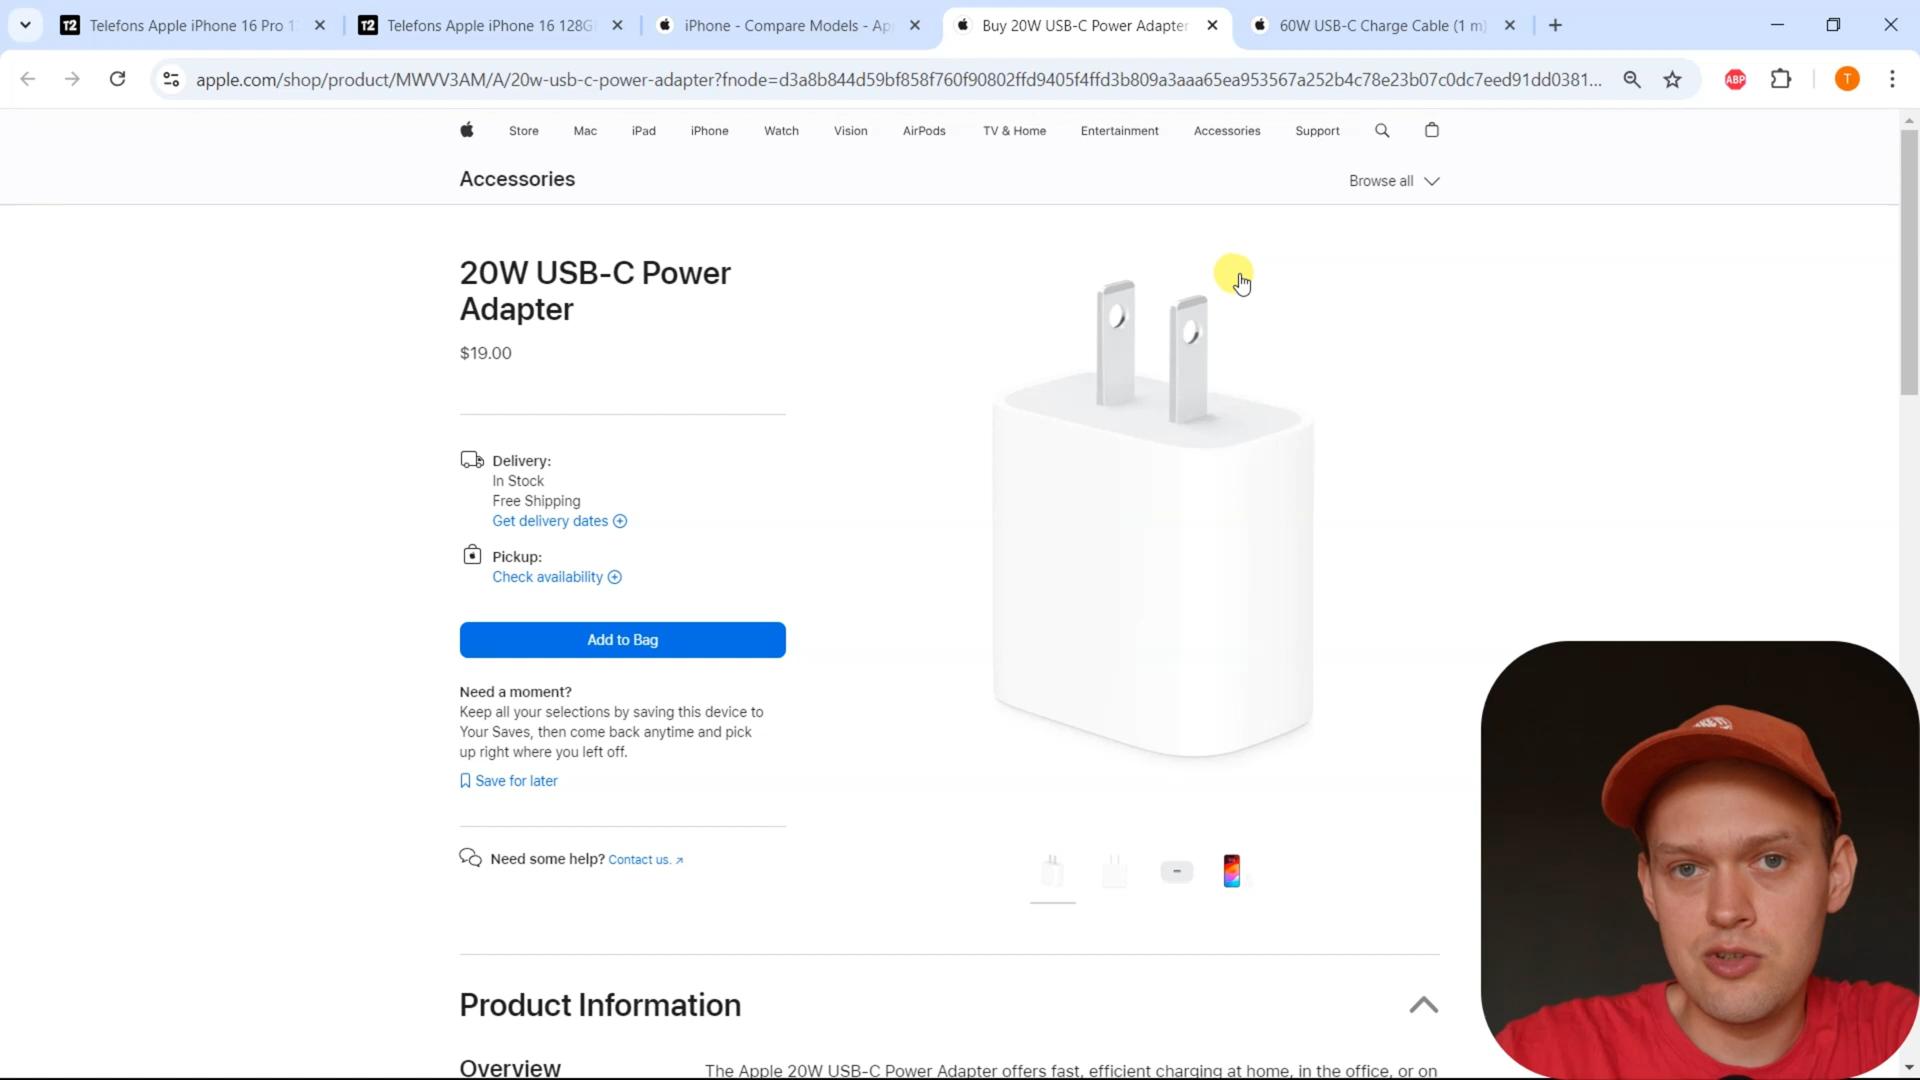 Telefons Apple iPhone 16 Pro 1
Telefons Apple iPhone 16 128G
iPhone - Compare Models - Ap
Buy 20W USB-C Power Adapter
60W USB-C Charge Cable (1 m)
apple.com/shop/product/MWVV3AM/A/20w-usb-c-power-adapter?fnode=d3a8b844d59bf858f760f90802ffd9405f4ffd3b809a3aaa65ea953567a252b4c78e23b07c0dc7eed91dd0381...
ABP
T
Store Mac iPad iPhone Watch Vision AirPods TV & Home Entertainment Accessories Support
Accessories
Browse all
20W USB-C Power
Adapter
$19.00
Delivery:
In Stock
Free Shipping
Get delivery dates
Pickup:
Check availability
Add to Bag
Need a moment?
Keep all your selections by saving this device to
Your Saves, then come back anytime and pick
up right where you left off.
Save for later
Need some help? Contact us.
Product Information
Overview
The Apple 20W USB-C Power Adapter offers fast, efficient charging at home, in the office, or on